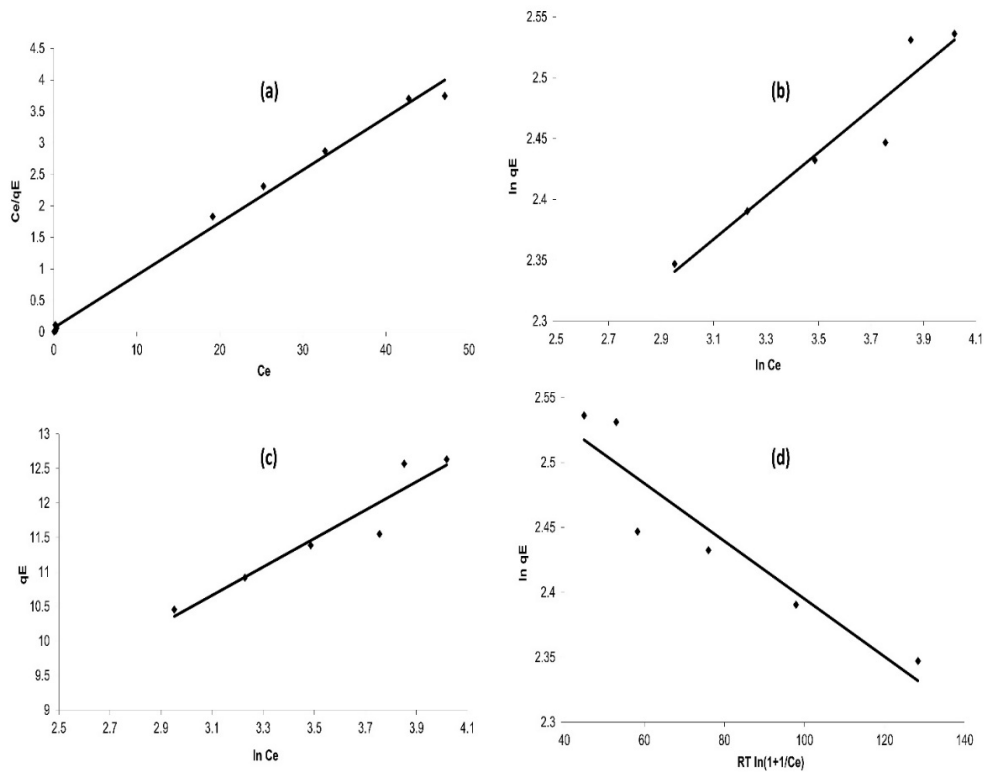 (a)
4.5
4
3.5
3
2.5
2
1.5
1
0.5
0
Ce/qE
0 10 20 30 40 50
Ce
(b)
2.55
2.5
2.45
2.4
2.35
2.3
ln qE
2.5 2.7 2.9 3.1 3.3 3.5 3.7 3.9 4.1
ln Ce
(c)
13
12.5
12
11.5
11
10.5
10
9.5
9
qE
2.5 2.7 2.9 3.1 3.3 3.5 3.7 3.9 4.1
ln Ce
(d)
2.55
2.5
2.45
2.4
2.35
2.3
ln qE
40 60 80 100 120 140
RT ln(1+1/Ce)